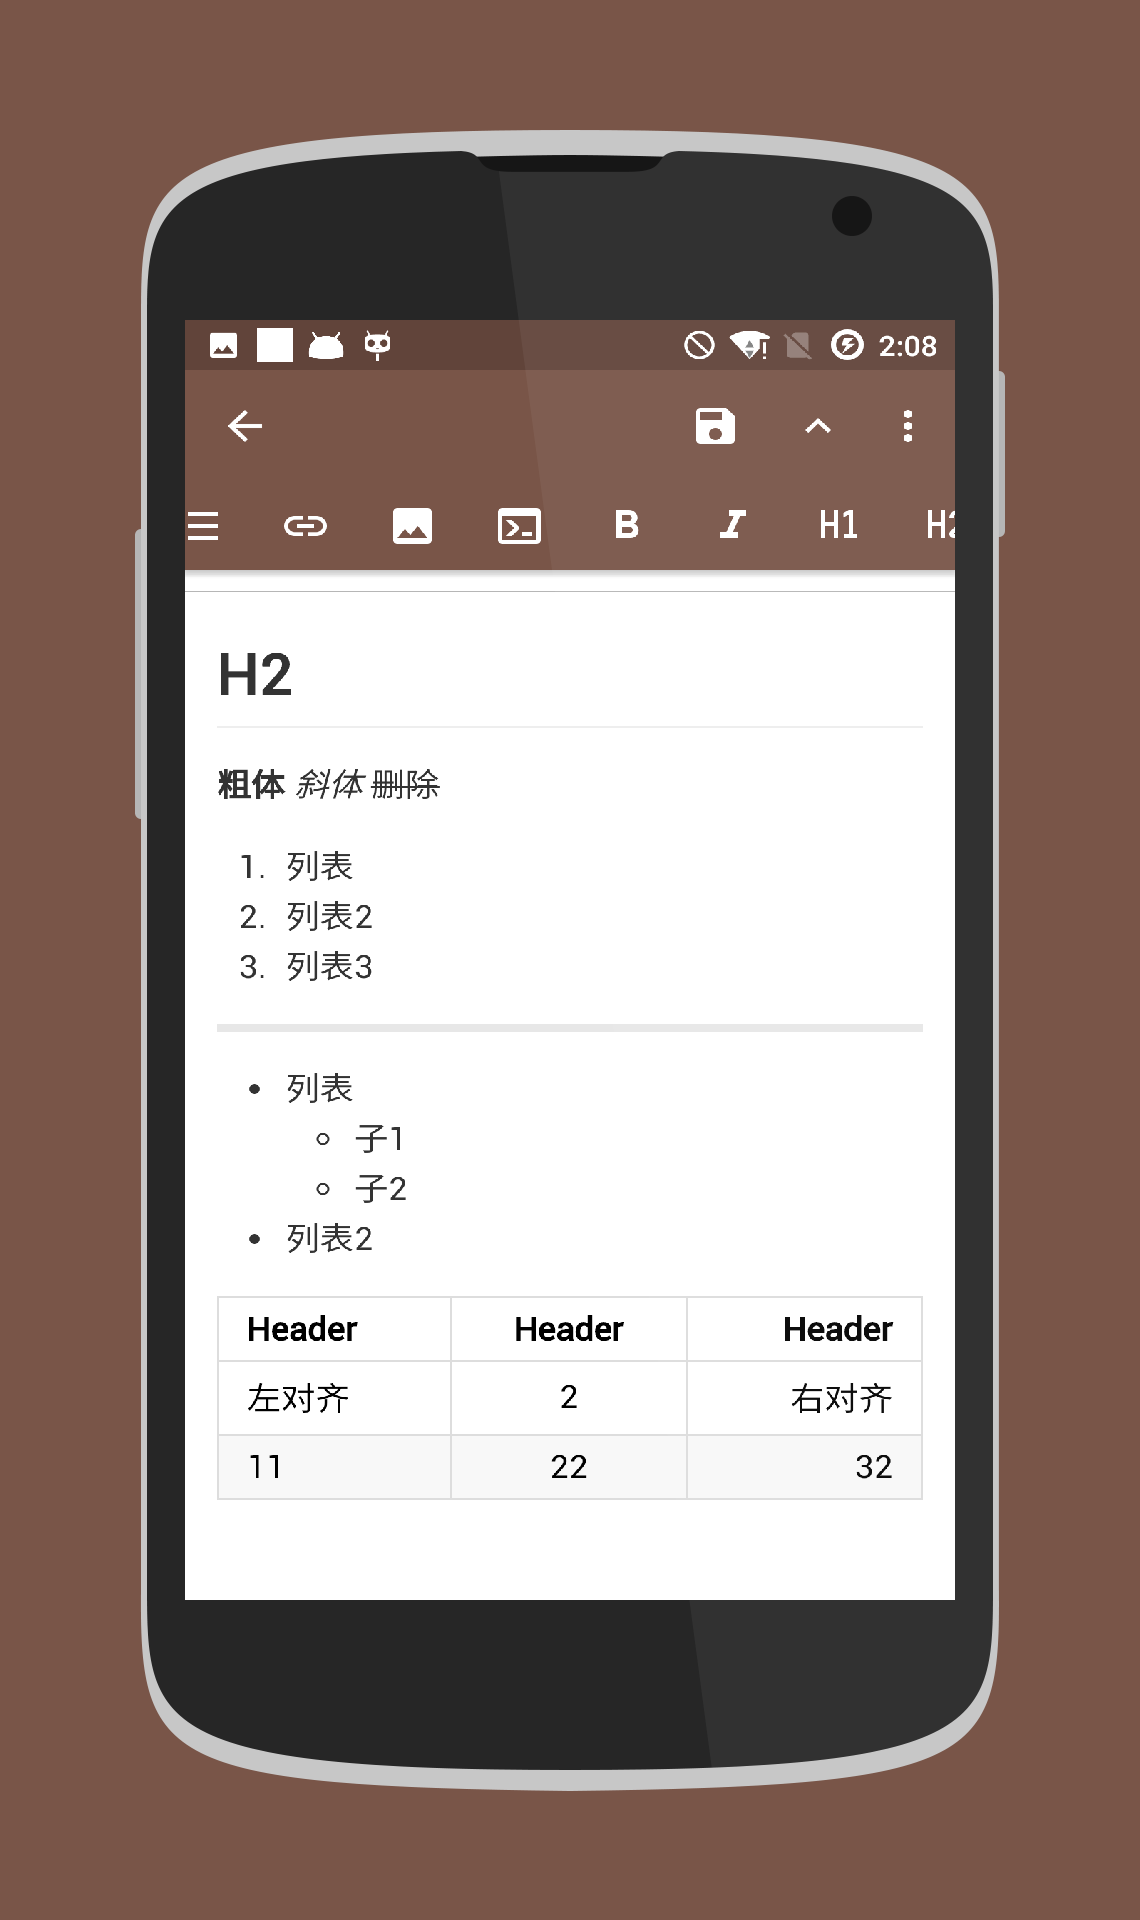 2:08
B I H1 H2
H2
粗体 斜体 删除
1. 列表
2. 列表2
3. 列表3
• 列表
◦ 子1
◦ 子2
• 列表2
Header Header Header
左对齐 2 右对齐
11 22 32